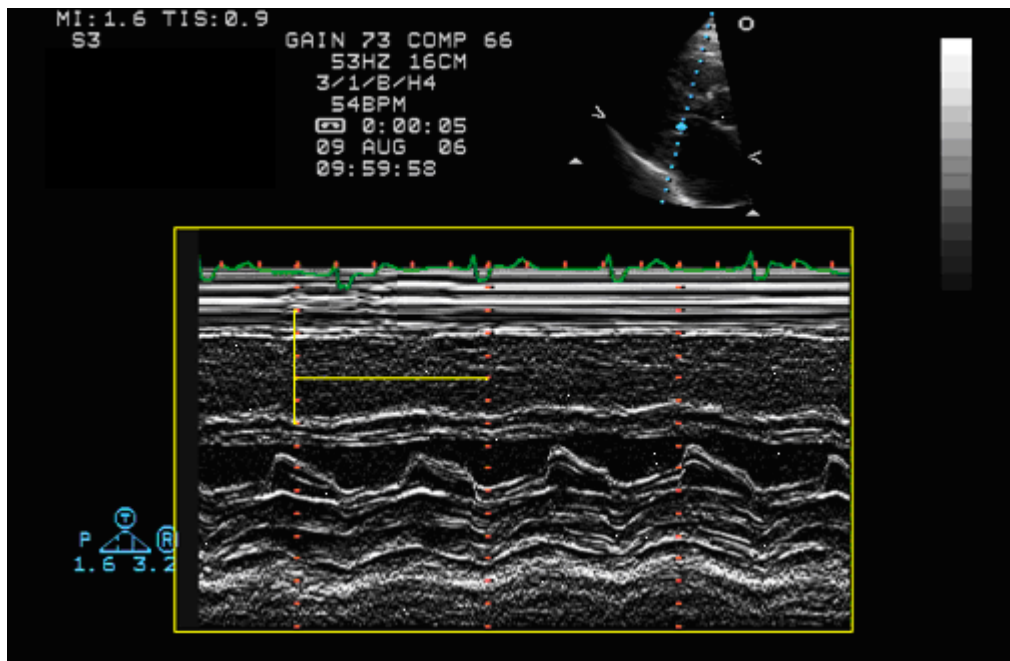 MI:1.6 TIS:0.9
S3
GAIN 73 COMP 66
53HZ 16CM
3/1/B/H4
54BPM
0:00:05
09 AUG 06
09:59:58
T
P R
1.6 3.2